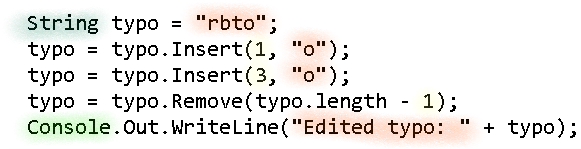 String typo = "rbto";
typo = typo.Insert(1, "o");
typo = typo.Insert(3, "o");
typo = typo.Remove(typo.length - 1);
Console.Out.WriteLine("Edited typo: " + typo);